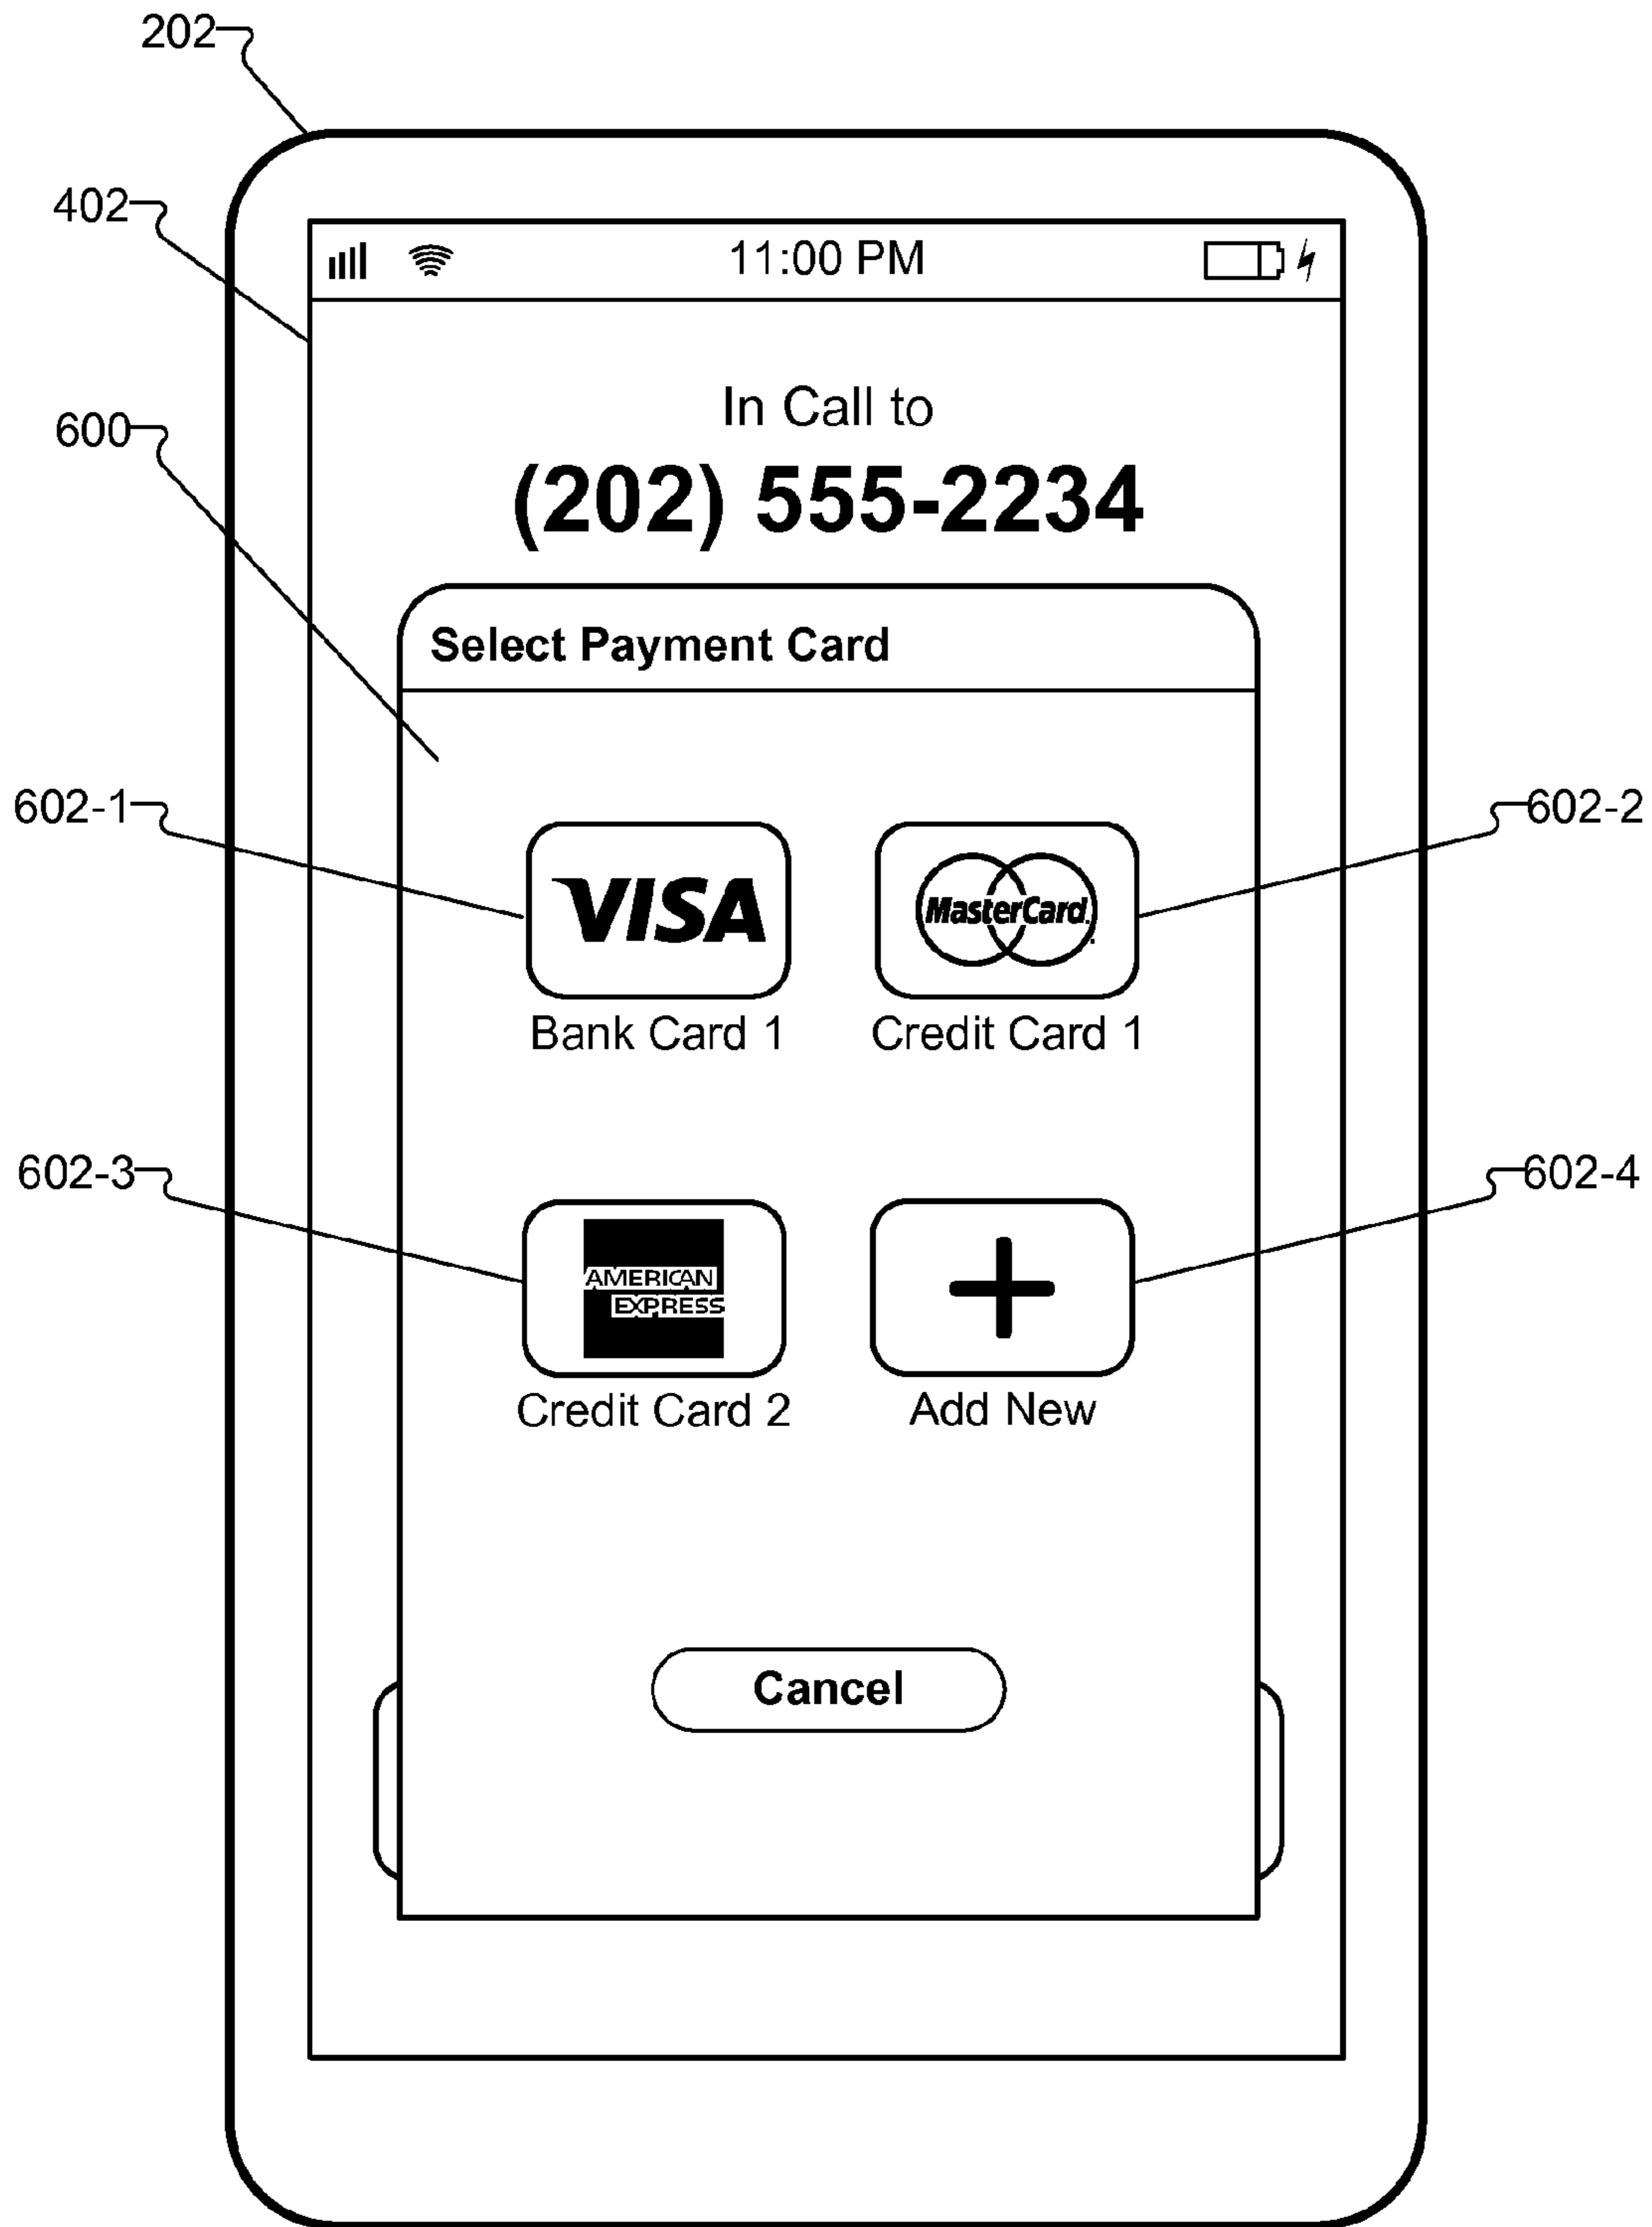 202
402
11:00 PM
In Call to
600
(202) 555-2234
Select Payment Card
602-1
602-2
VISA
MasterCard.
Bank Card 1
Credit Card 1
602-3
602-4
AMERICAN
EXPRESS
Credit Card 2
Add New
Cancel